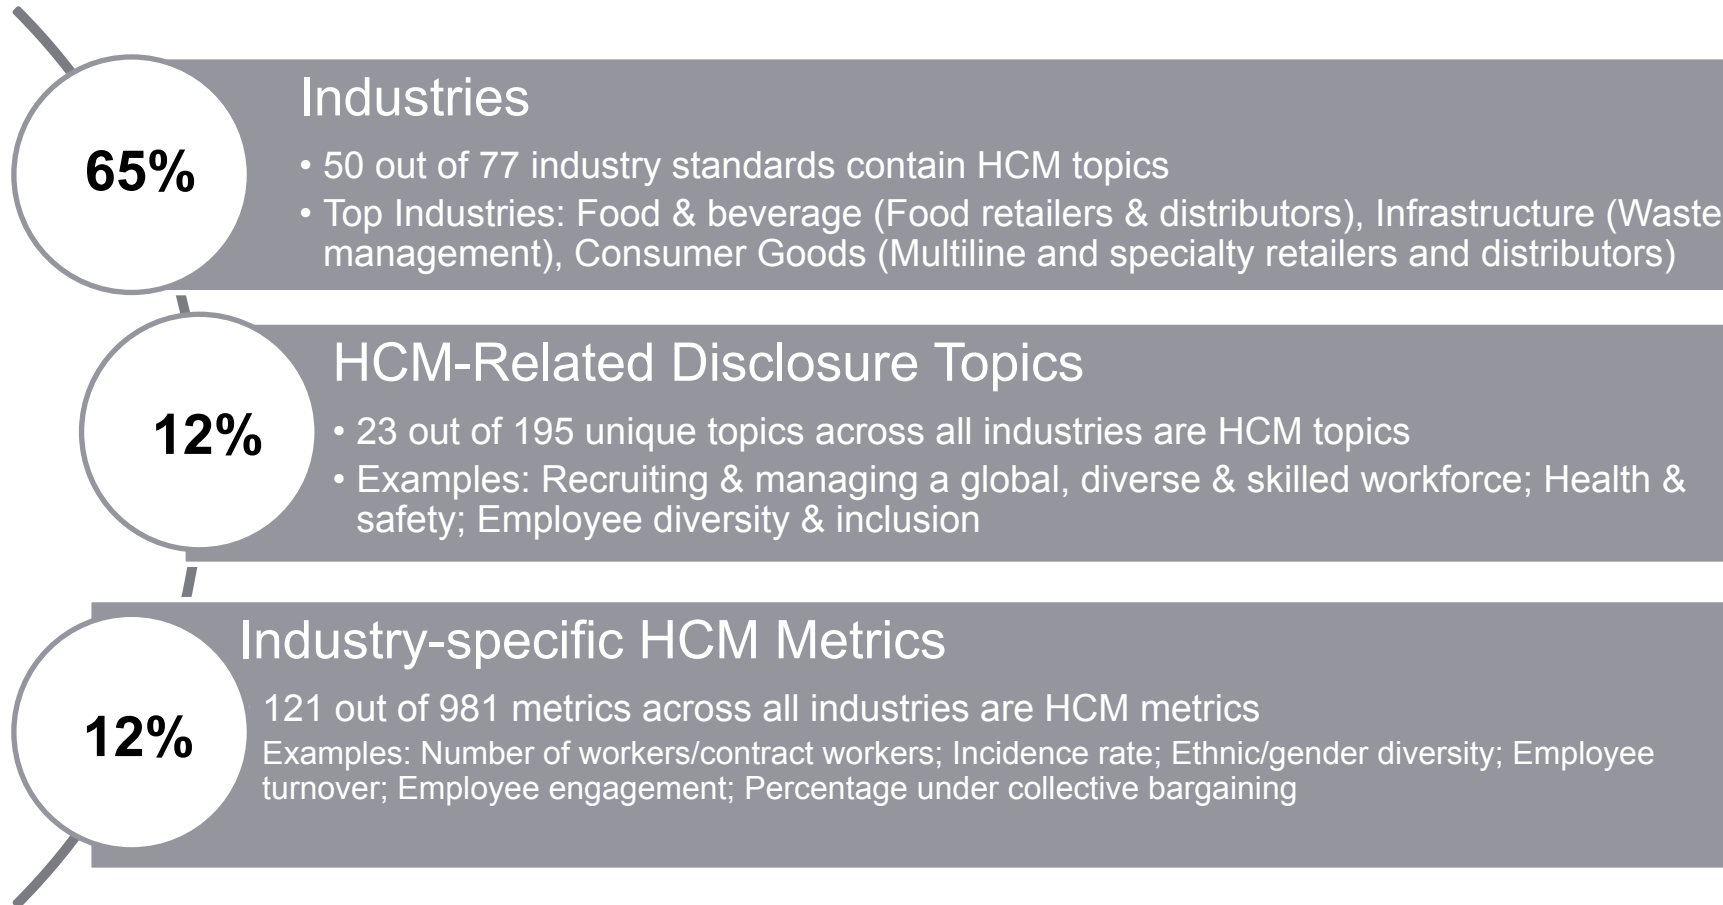 65%
Industries
• 50 out of 77 industry standards contain HCM topics
• Top Industries: Food & beverage (Food retailers & distributors), Infrastructure (Waste
management), Consumer Goods (Multiline and specialty retailers and distributors)
12%
HCM-Related Disclosure Topics
• 23 out of 195 unique topics across all industries are HCM topics
• Examples: Recruiting & managing a global, diverse & skilled workforce; Health &
safety; Employee diversity & inclusion
12%
Industry-specific HCM Metrics
121 out of 981 metrics across all industries are HCM metrics
Examples: Number of workers/contract workers; Incidence rate; Ethnic/gender diversity; Employee
turnover; Employee engagement; Percentage under collective bargaining